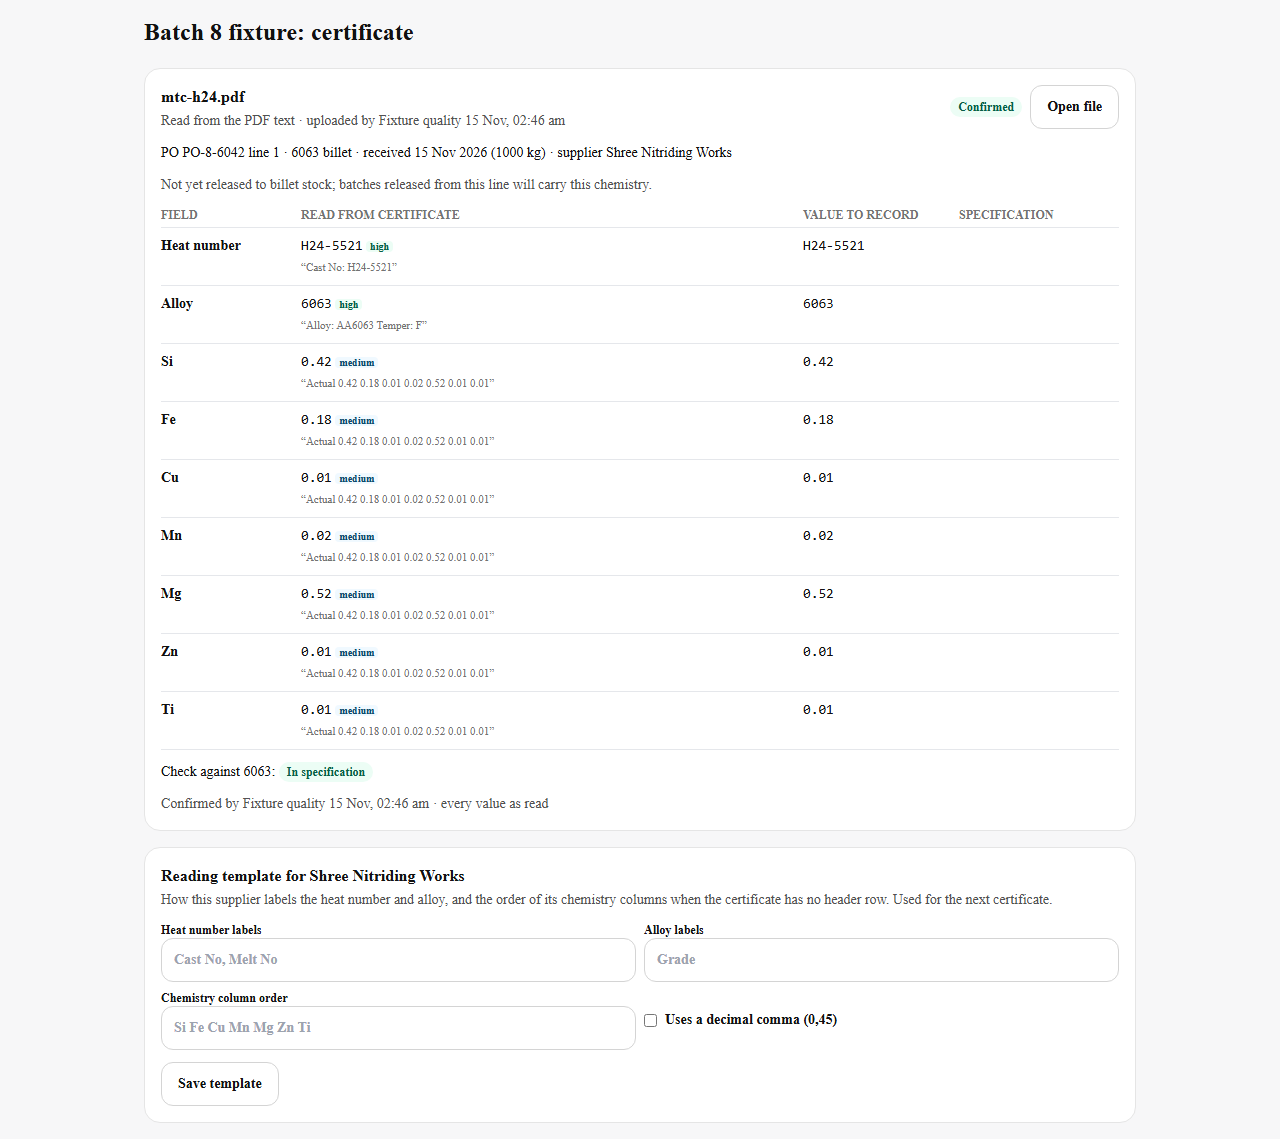 Batch 8 fixture: certificate
mtc-h24.pdf
Read from the PDF text · uploaded by Fixture quality 15 Nov, 02:46 am
Confirmed
Open file
PO PO-8-6042 line 1 · 6063 billet · received 15 Nov 2026 (1000 kg) · supplier Shree Nitriding Works
Not yet released to billet stock; batches released from this line will carry this chemistry.
FIELD READ FROM CERTIFICATE VALUE TO RECORD SPECIFICATION
Heat number H24-5521 high H24-5521
“Cast No: H24-5521”
Alloy 6063 high 6063
“Alloy: AA6063 Temper: F”
Si 0.42 medium 0.42
“Actual 0.42 0.18 0.01 0.02 0.52 0.01 0.01”
Fe 0.18 medium 0.18
“Actual 0.42 0.18 0.01 0.02 0.52 0.01 0.01”
Cu 0.01 medium 0.01
“Actual 0.42 0.18 0.01 0.02 0.52 0.01 0.01”
Mn 0.02 medium 0.02
“Actual 0.42 0.18 0.01 0.02 0.52 0.01 0.01”
Mg 0.52 medium 0.52
“Actual 0.42 0.18 0.01 0.02 0.52 0.01 0.01”
Zn 0.01 medium 0.01
“Actual 0.42 0.18 0.01 0.02 0.52 0.01 0.01”
Ti 0.01 medium 0.01
“Actual 0.42 0.18 0.01 0.02 0.52 0.01 0.01”
Check against 6063: In specification
Confirmed by Fixture quality 15 Nov, 02:46 am · every value as read
Reading template for Shree Nitriding Works
How this supplier labels the heat number and alloy, and the order of its chemistry columns when the certificate has no header row. Used for the next certificate.
Heat number labels Alloy labels
Cast No, Melt No Grade
Chemistry column order
Si Fe Cu Mn Mg Zn Ti Uses a decimal comma (0,45)
Save template